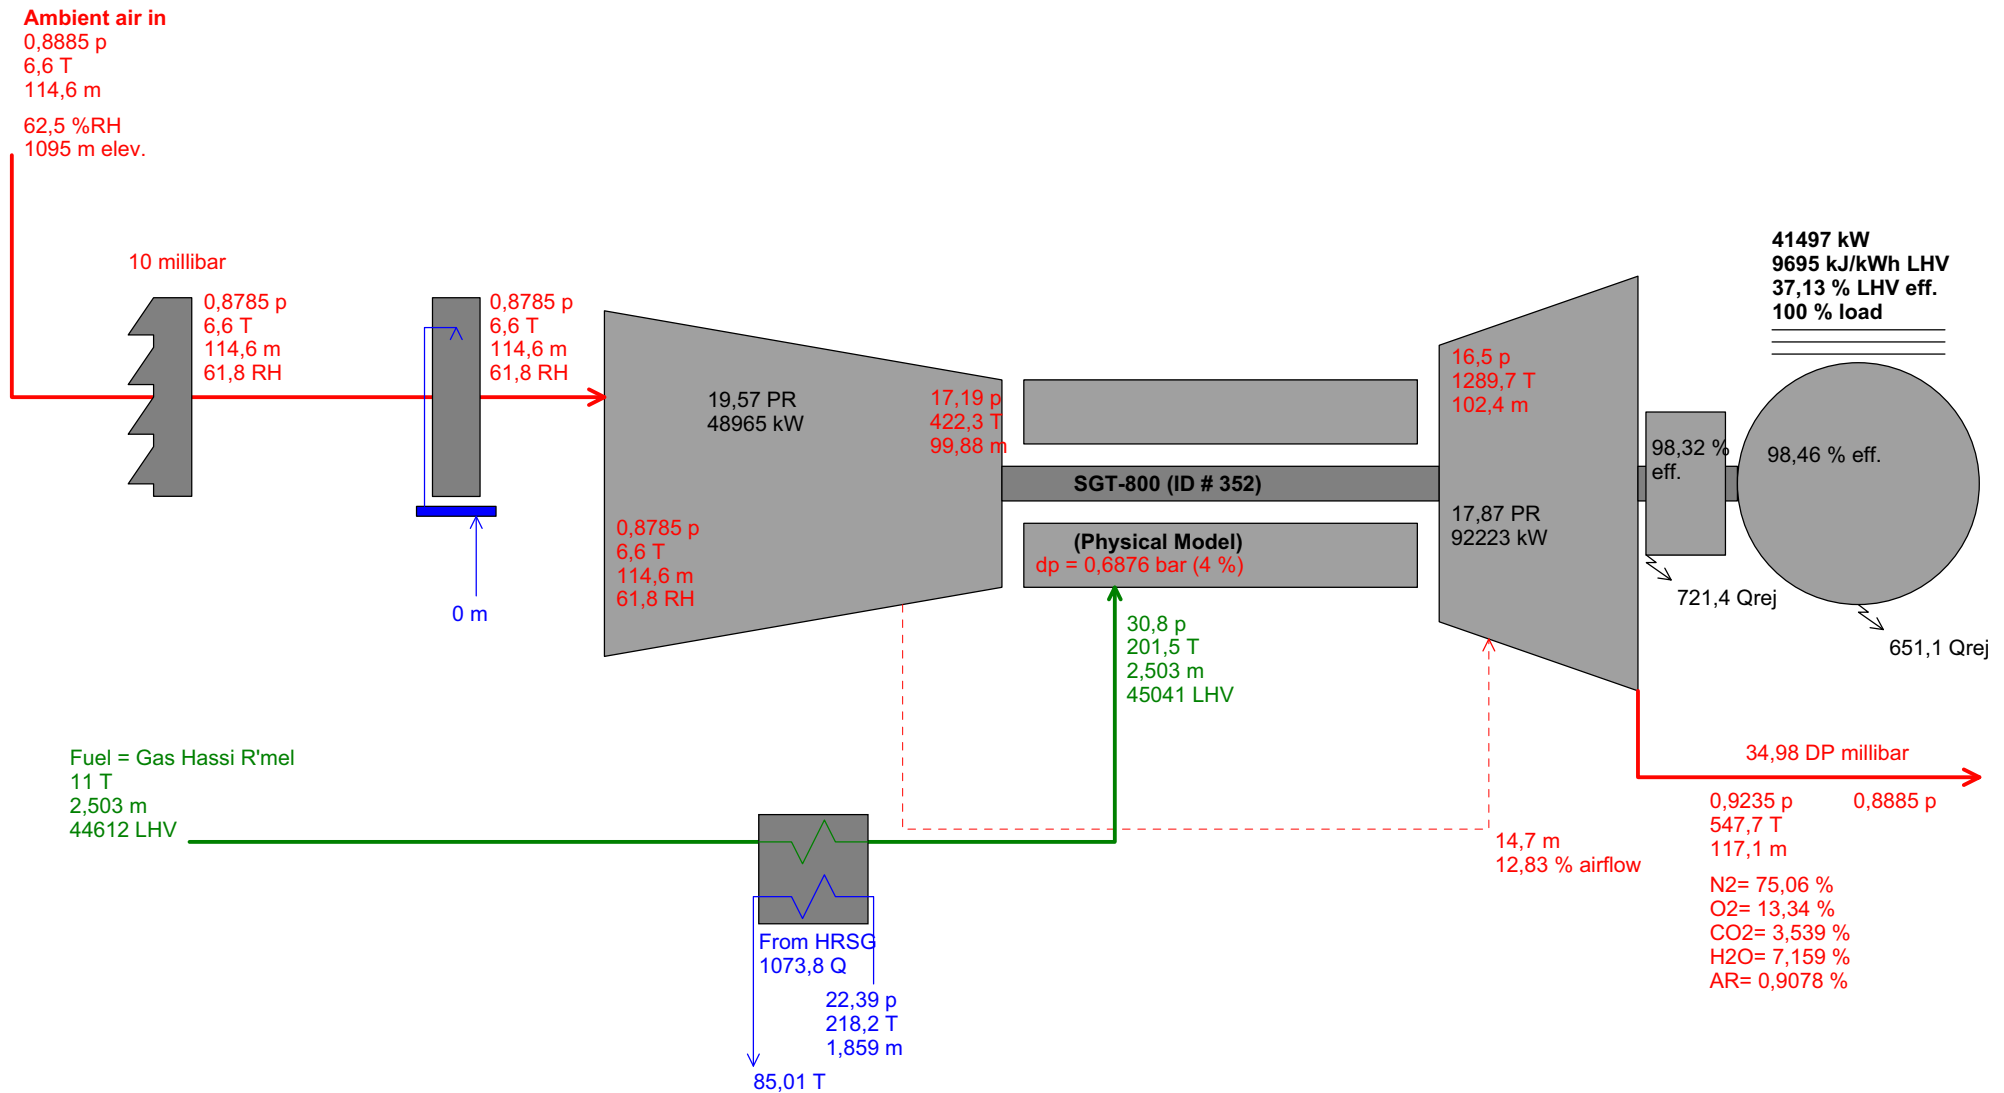 Ambient air in
0,8885 p
6,6 T
114,6 m
62,5 %RH
1095 m elev.
10 millibar
0,8785 p
6,6 T
114,6 m
61,8 RH
0,8785 p
6,6 T
114,6 m
61,8 RH
0 m
19,57 PR
48965 kW
0,8785 p
6,6 T
114,6 m
61,8 RH
17,19 p
422,3 T
99,88 m
SGT-800 (ID # 352)
(Physical Model)
dp = 0,6876 bar (4 %)
30,8 p
201,5 T
2,503 m
45041 LHV
16,5 p
1289,7 T
102,4 m
17,87 PR
92223 kW
98,32 %
eff.
721,4 Qrej
41497 kW
9695 kJ/kWh LHV
37,13 % LHV eff.
100 % load
98,46 % eff.
651,1 Qrej
Fuel = Gas Hassi R'mel
11 T
2,503 m
44612 LHV
From HRSG
1073,8 Q
22,39 p
218,2 T
1,859 m
85,01 T
14,7 m
12,83 % airflow
34,98 DP millibar
0,9235 p
547,7 T
117,1 m
0,8885 p
N2= 75,06 %
O2= 13,34 %
CO2= 3,539 %
H2O= 7,159 %
AR= 0,9078 %